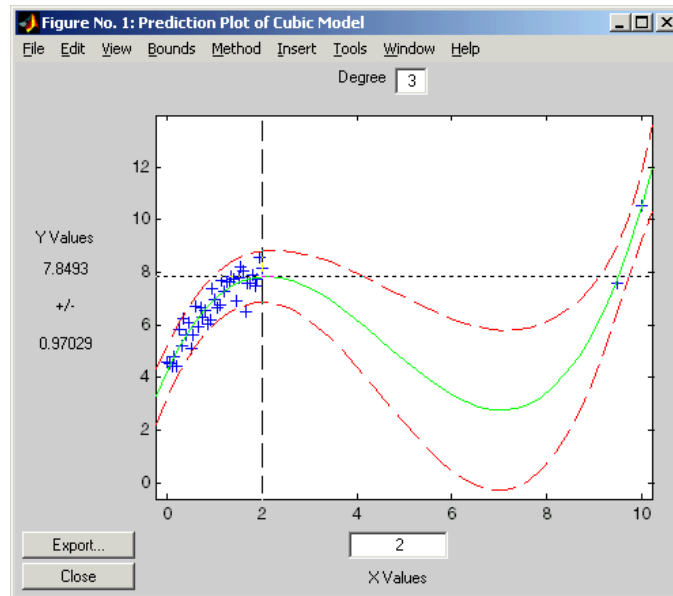 Figure No. 1: Prediction Plot of Cubic Model
File Edit View Bounds Method Insert Tools Window Help
Degree 3
12
10
8
6
4
2
0
Y Values
7.8493
+/-
0.97029
0 2 4 6 8 10
Export...
Close
2
X Values